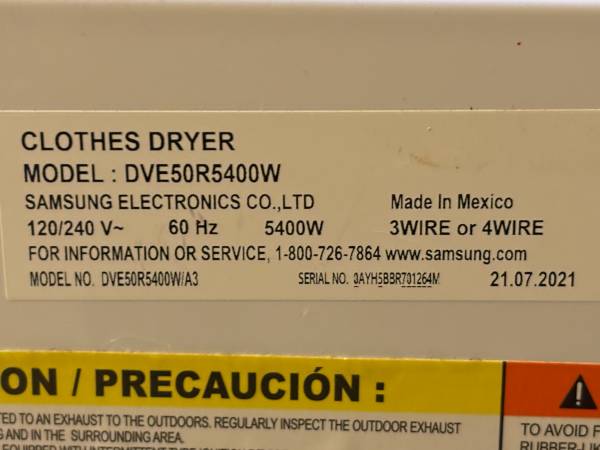 CLOTHES DRYER
MODEL : DVE50R5400W
SAMSUNG ELECTRONICS CO.,LTD Made In Mexico
120/240 V~ 60 Hz 5400W 3WIRE or 4WIRE
FOR INFORMATION OR SERVICE, 1-800-726-7864 www.samsung.com
MODEL NO. DVE50R5400W/A3 SERIAL NO. 0AYH5BBR701264M 21.07.2021
ON / PRECAUCIÓN :
TED TO AN EXHAUST TO THE OUTDOORS. REGULARLY INSPECT THE OUTDOOR EXHAUST
G AND IN THE SURROUNDING AREA.
TO AVOID F
RUBBER-LIK